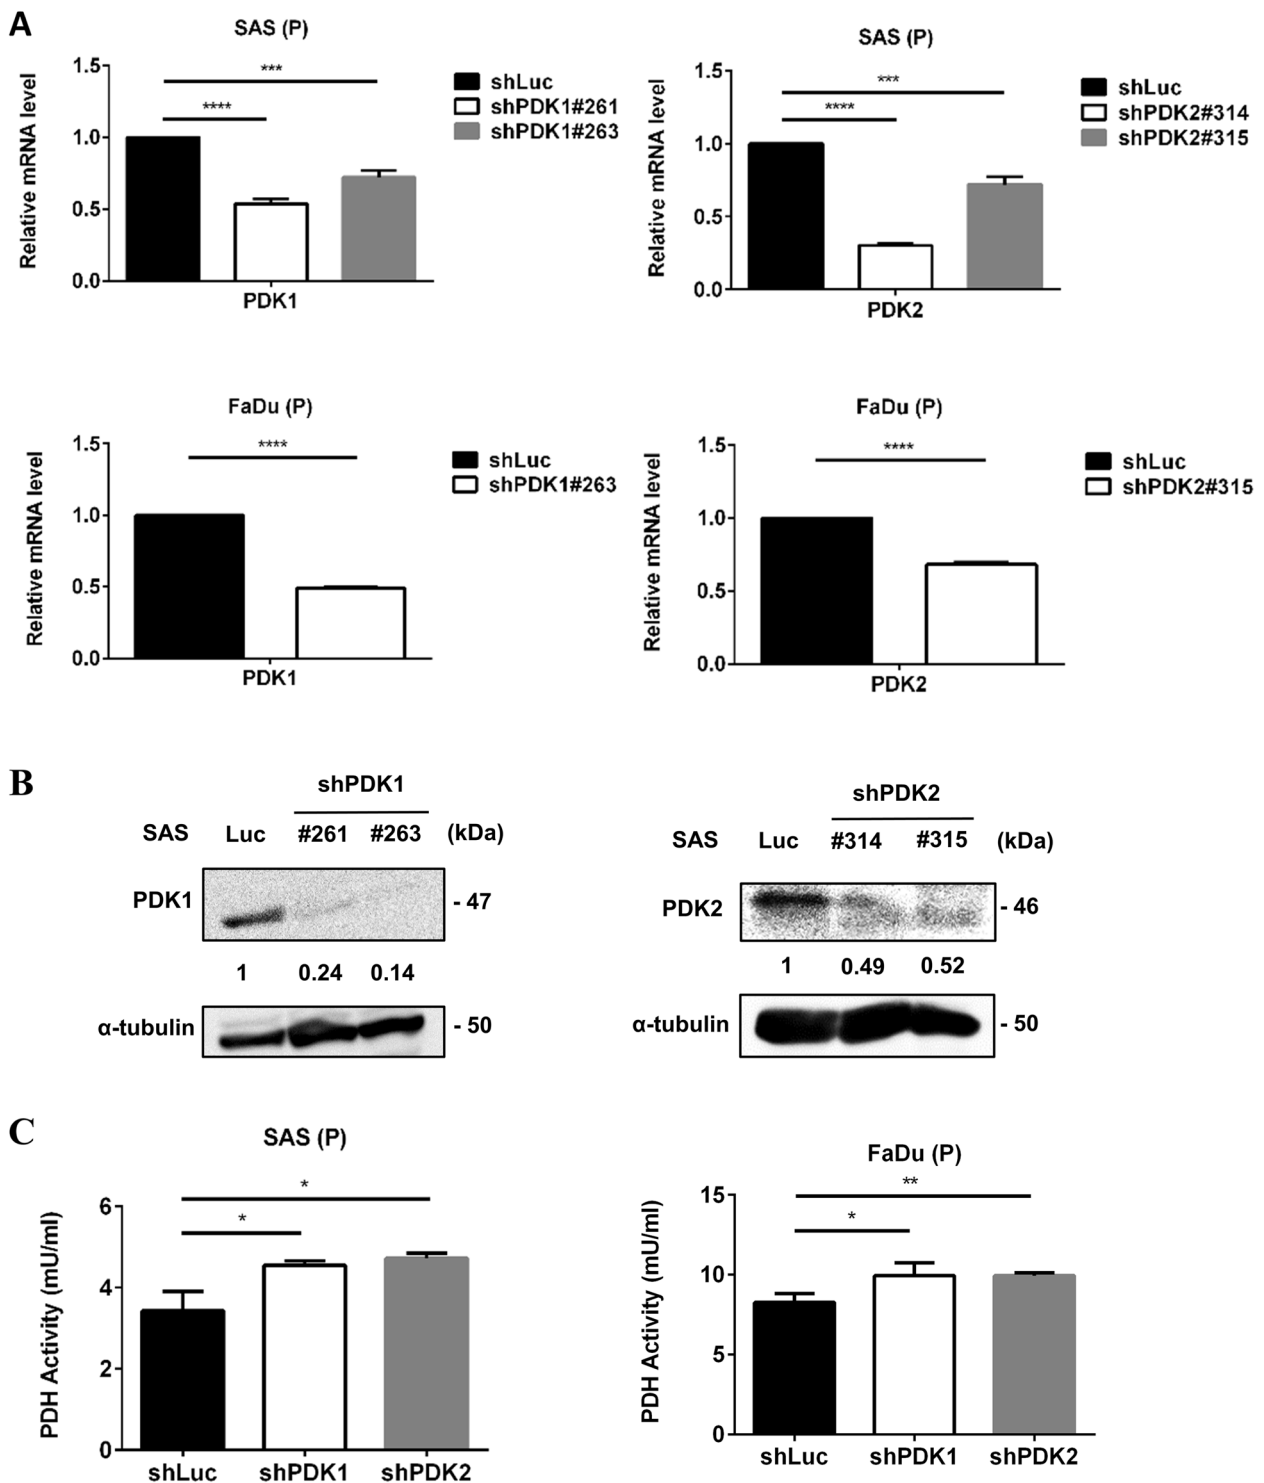 A
SAS (P)
Relative mRNA level
1.5
1.0
0.5
0.0
***
****
PDK1
shLuc
shPDK1#261
shPDK1#263
SAS (P)
Relative mRNA level
1.5
1.0
0.5
0.0
***
****
PDK2
shLuc
shPDK2#314
shPDK2#315
FaDu (P)
Relative mRNA level
1.5
1.0
0.5
0.0
****
PDK1
shLuc
shPDK1#263
FaDu (P)
Relative mRNA level
1.5
1.0
0.5
0.0
****
PDK2
shLuc
shPDK2#315
B
shPDK1
SAS Luc #261 #263 (kDa)
PDK1 - 47
1 0.24 0.14
α-tubulin - 50
shPDK2
SAS Luc #314 #315 (kDa)
PDK2 - 46
1 0.49 0.52
α-tubulin - 50
C
SAS (P)
PDH Activity (mU/ml)
6
4
2
0
*
*
shLuc shPDK1 shPDK2
FaDu (P)
PDH Activity (mU/ml)
15
10
5
0
**
*
shLuc shPDK1 shPDK2